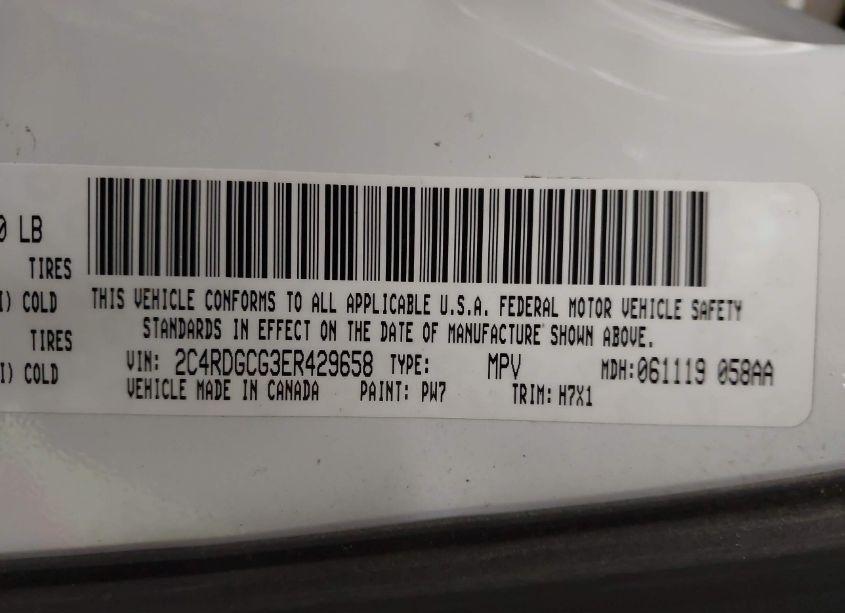 LB
TIRES
COLD
TIRES
COLD
THIS VEHICLE CONFORMS TO ALL APPLICABLE U.S.A. FEDERAL MOTOR VEHICLE SAFETY
STANDARDS IN EFFECT ON THE DATE OF MANUFACTURE SHOWN ABOVE.
VIN: 2C4RDGCG3ER429658 TYPE: MPV MDH:061119 058AA
VEHICLE MADE IN CANADA PAINT: PW7 TRIM: H7X1